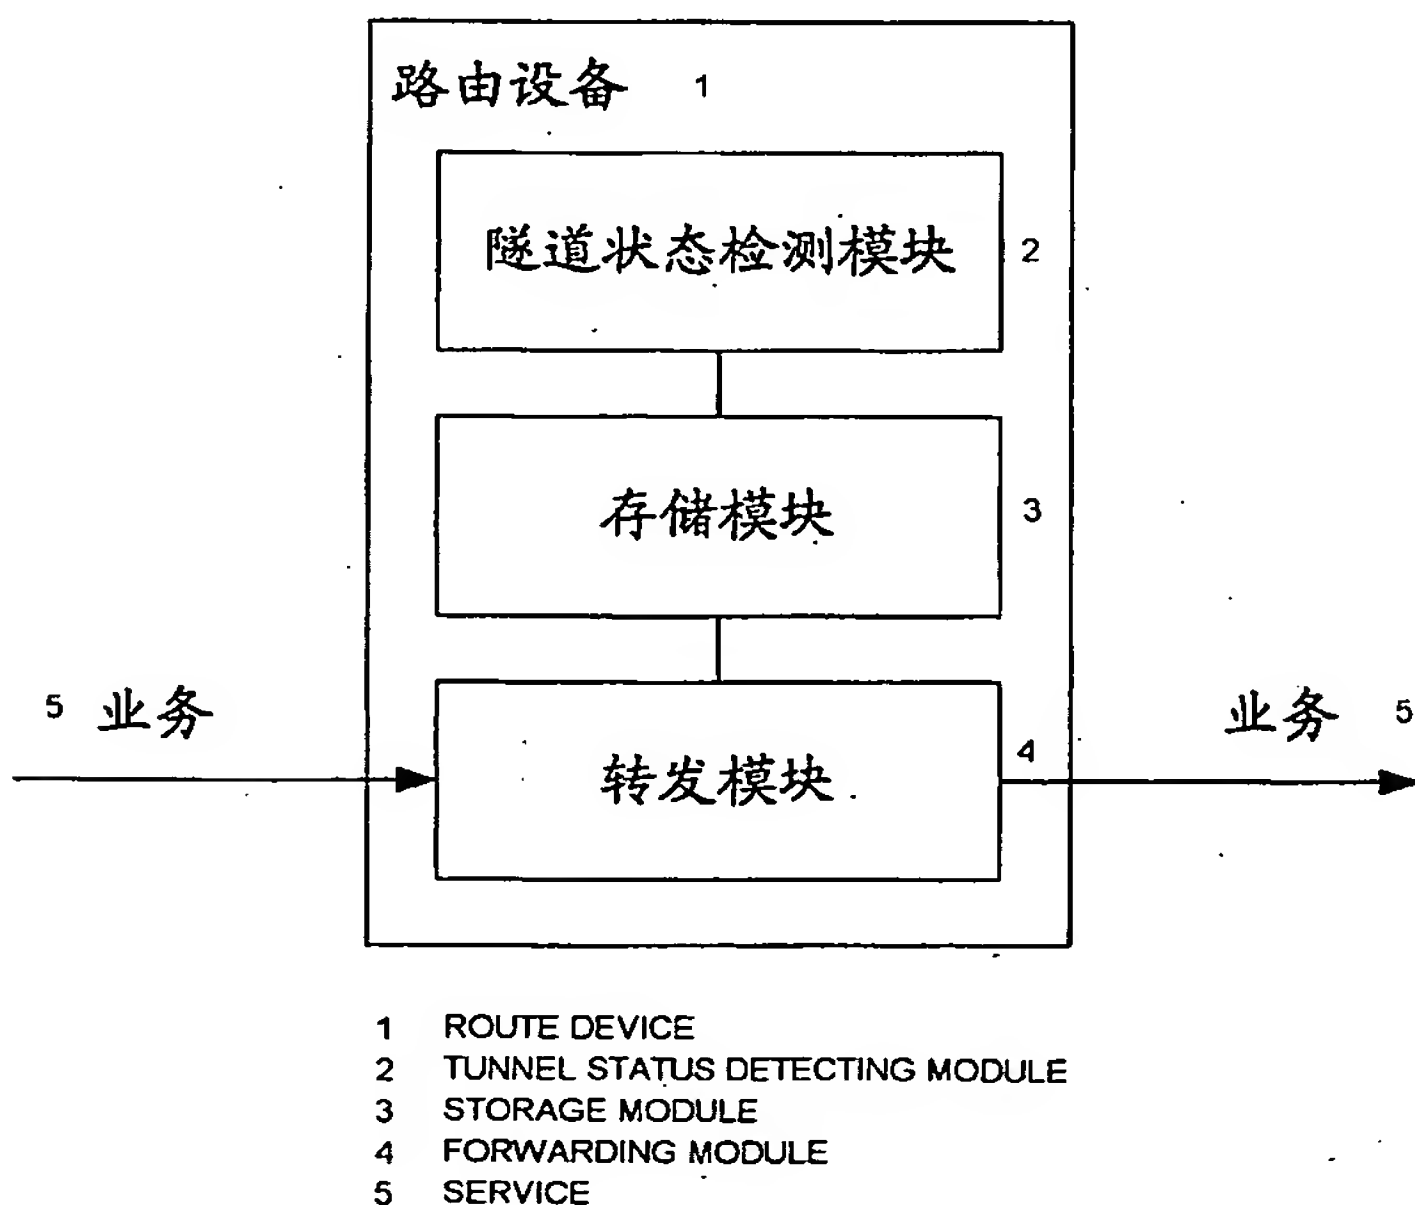 路由设备 1
隧道状态检测模块 2
存储模块 3
5 业务
业务 5
转发模块 4
1 ROUTE DEVICE
2 TUNNEL STATUS DETECTING MODULE
3 STORAGE MODULE
4 FORWARDING MODULE
5 SERVICE